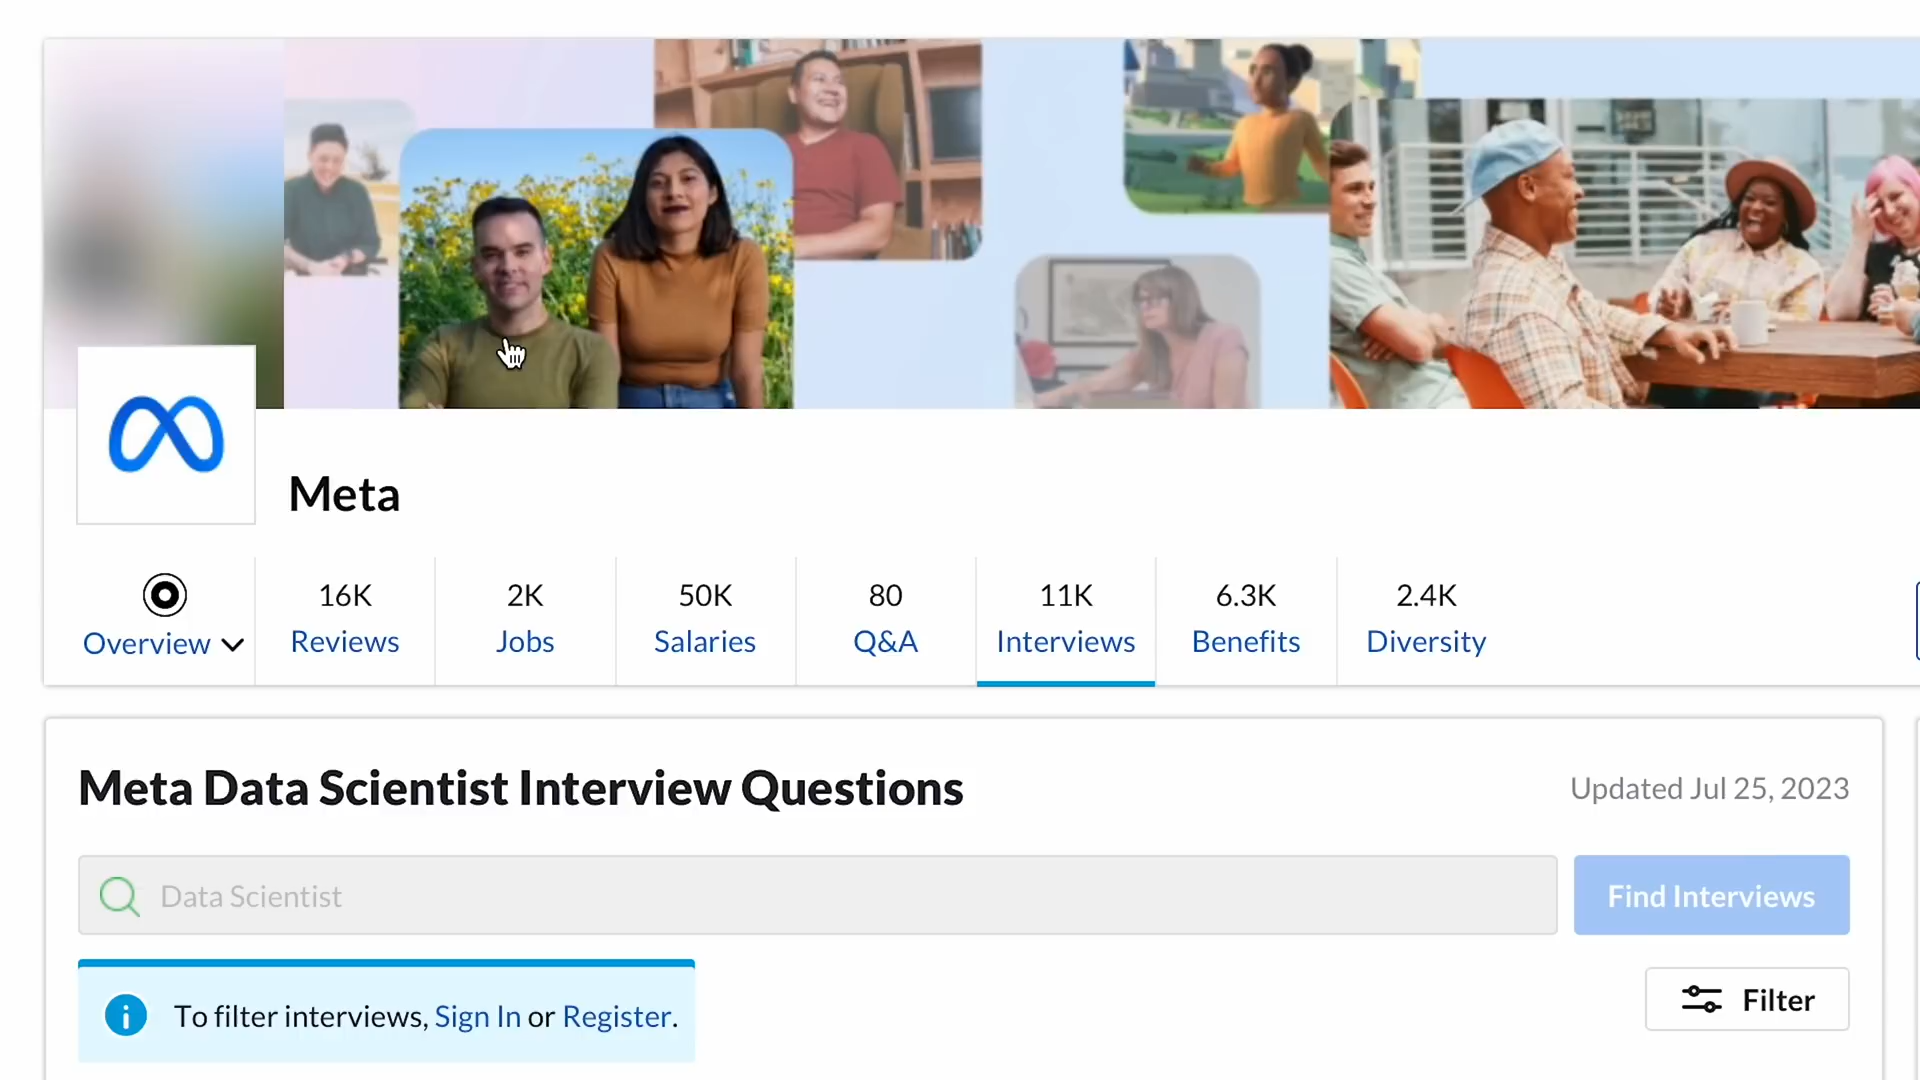 Meta
16K 2K 50K 80 11K 6.3K 2.4K
Overview Reviews Jobs Salaries Q&A Interviews Benefits Diversity
Meta Data Scientist Interview Questions
Updated Jul 25, 2023
Data Scientist
Find Interviews
To filter interviews, Sign In or Register.
Filter